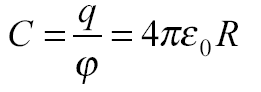 C = q/φ = 4πε₀R